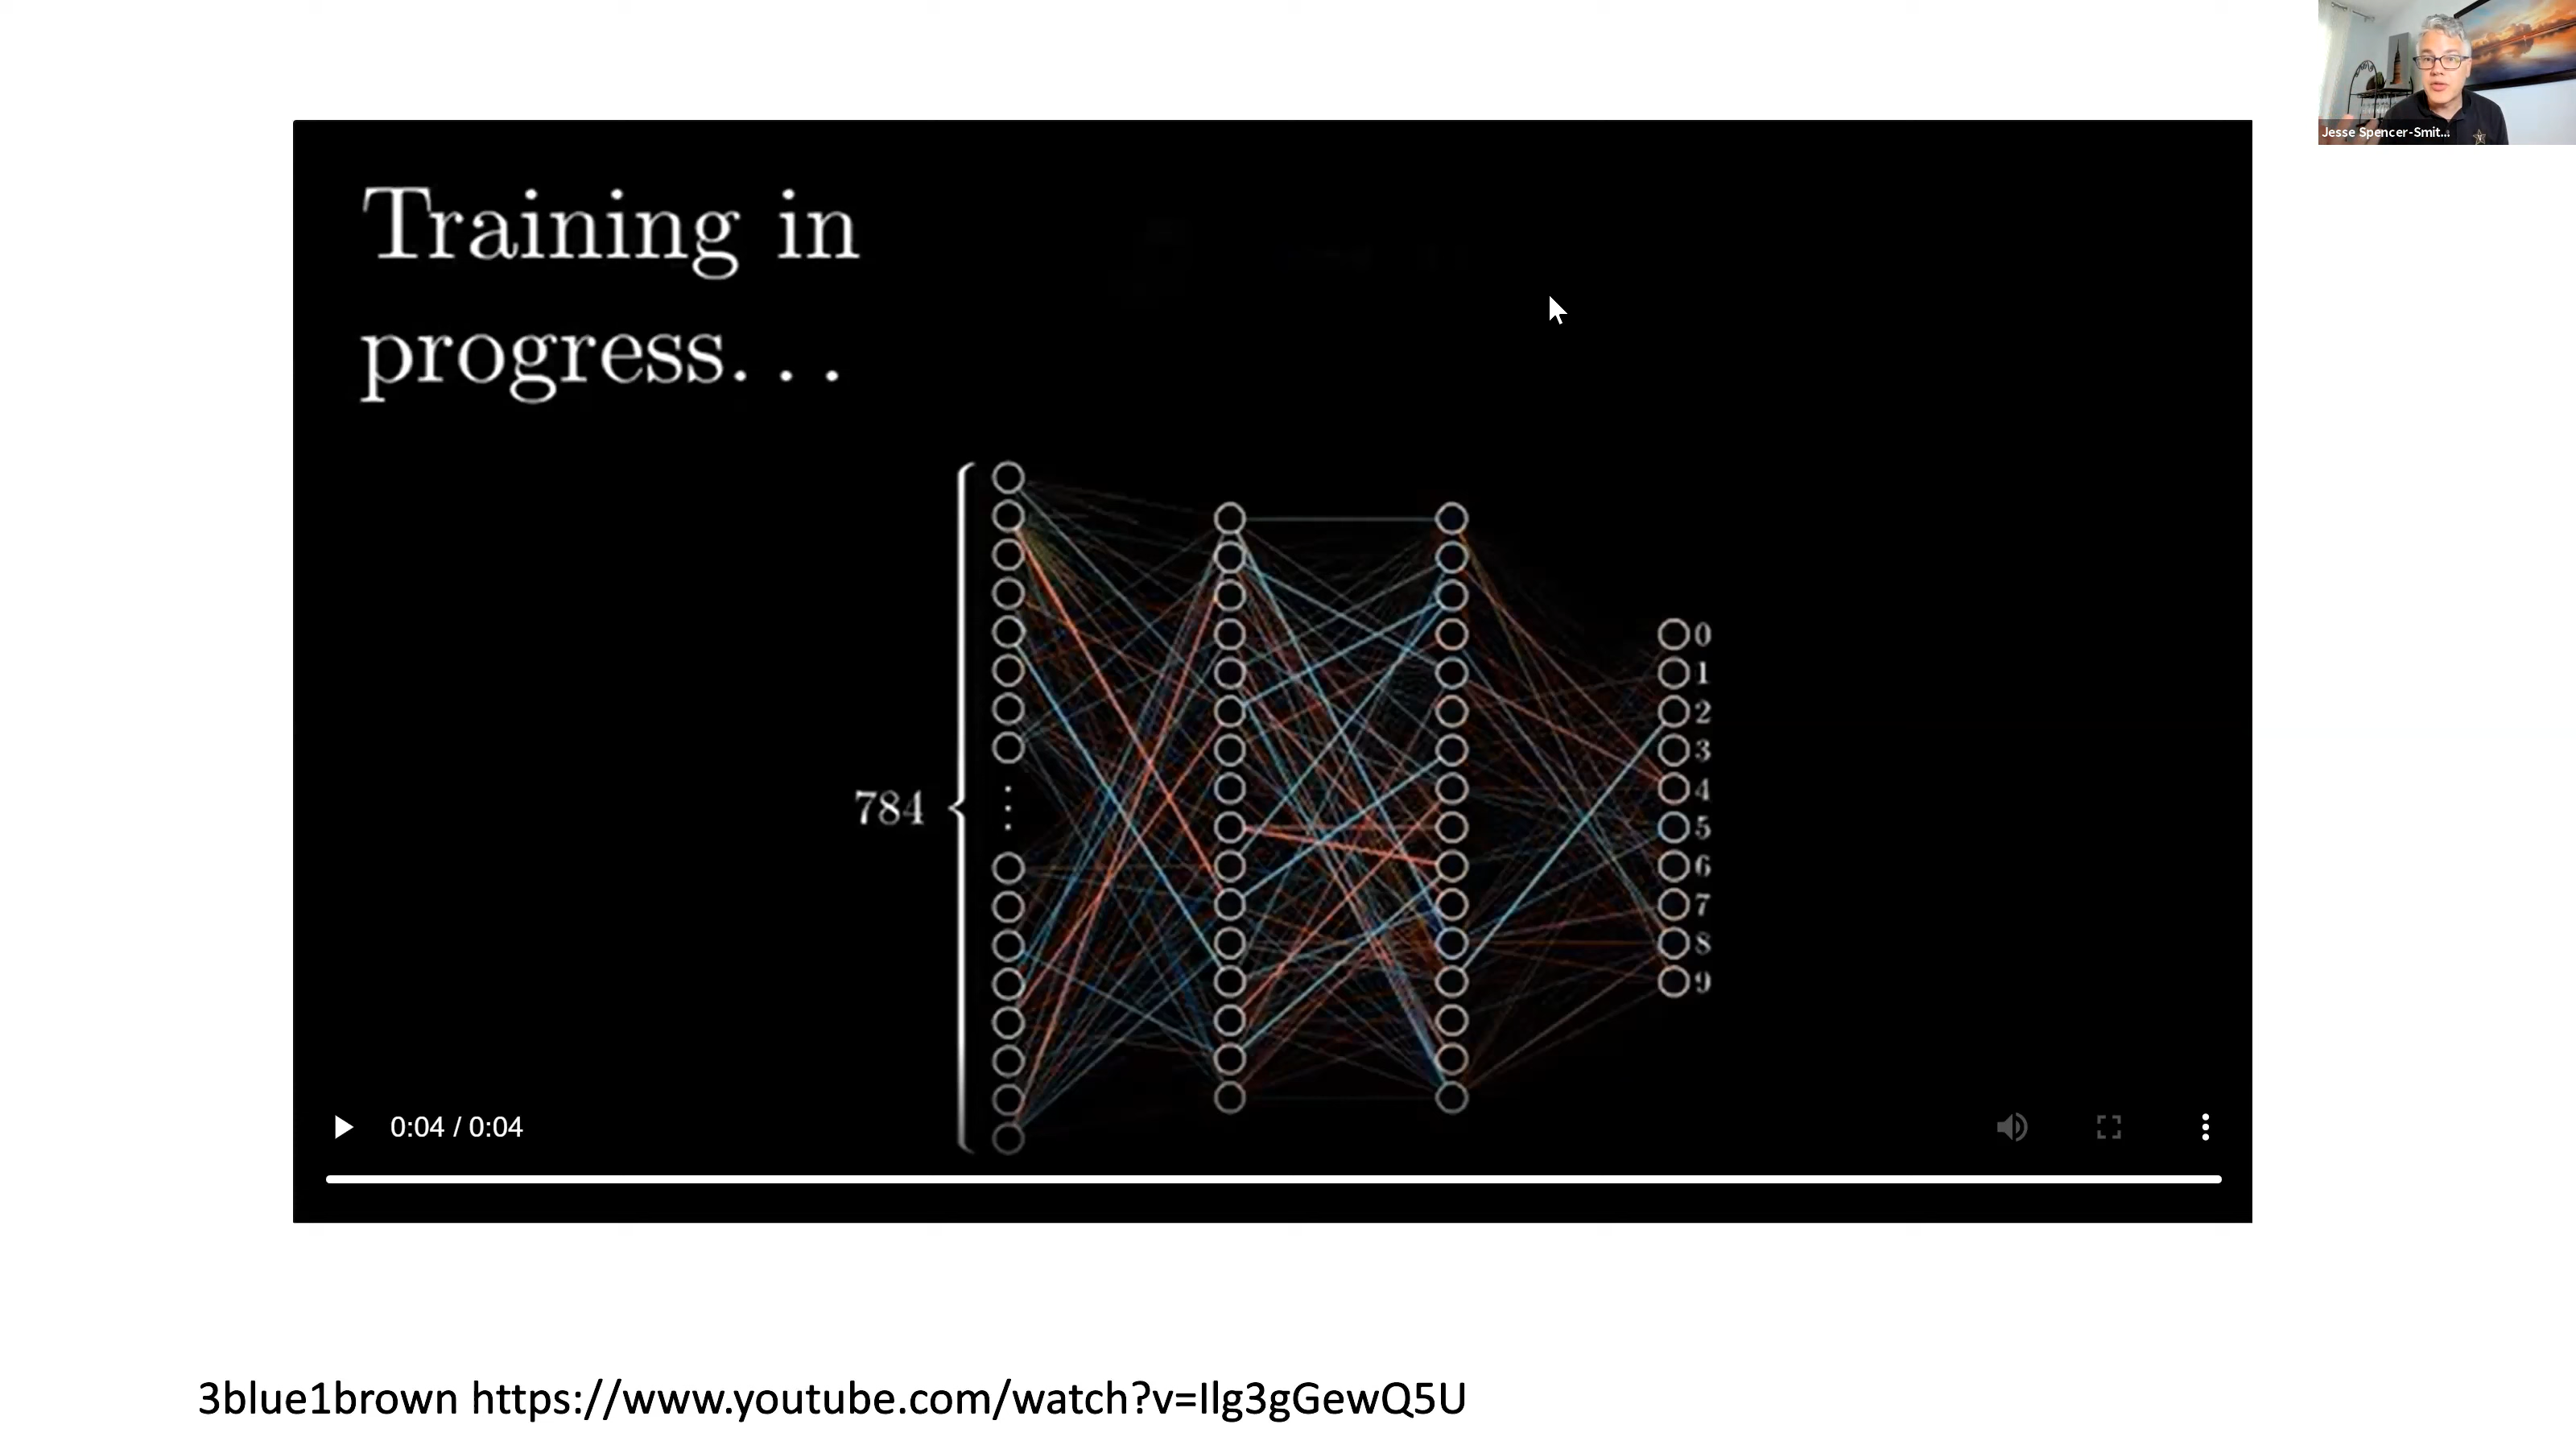 Jesse Spencer-Smit...
Training in
progress...
784
0
1
2
3
4
5
6
7
8
9
0:04 / 0:04
3blue1brown https://www.youtube.com/watch?v=Ilg3gGewQ5U